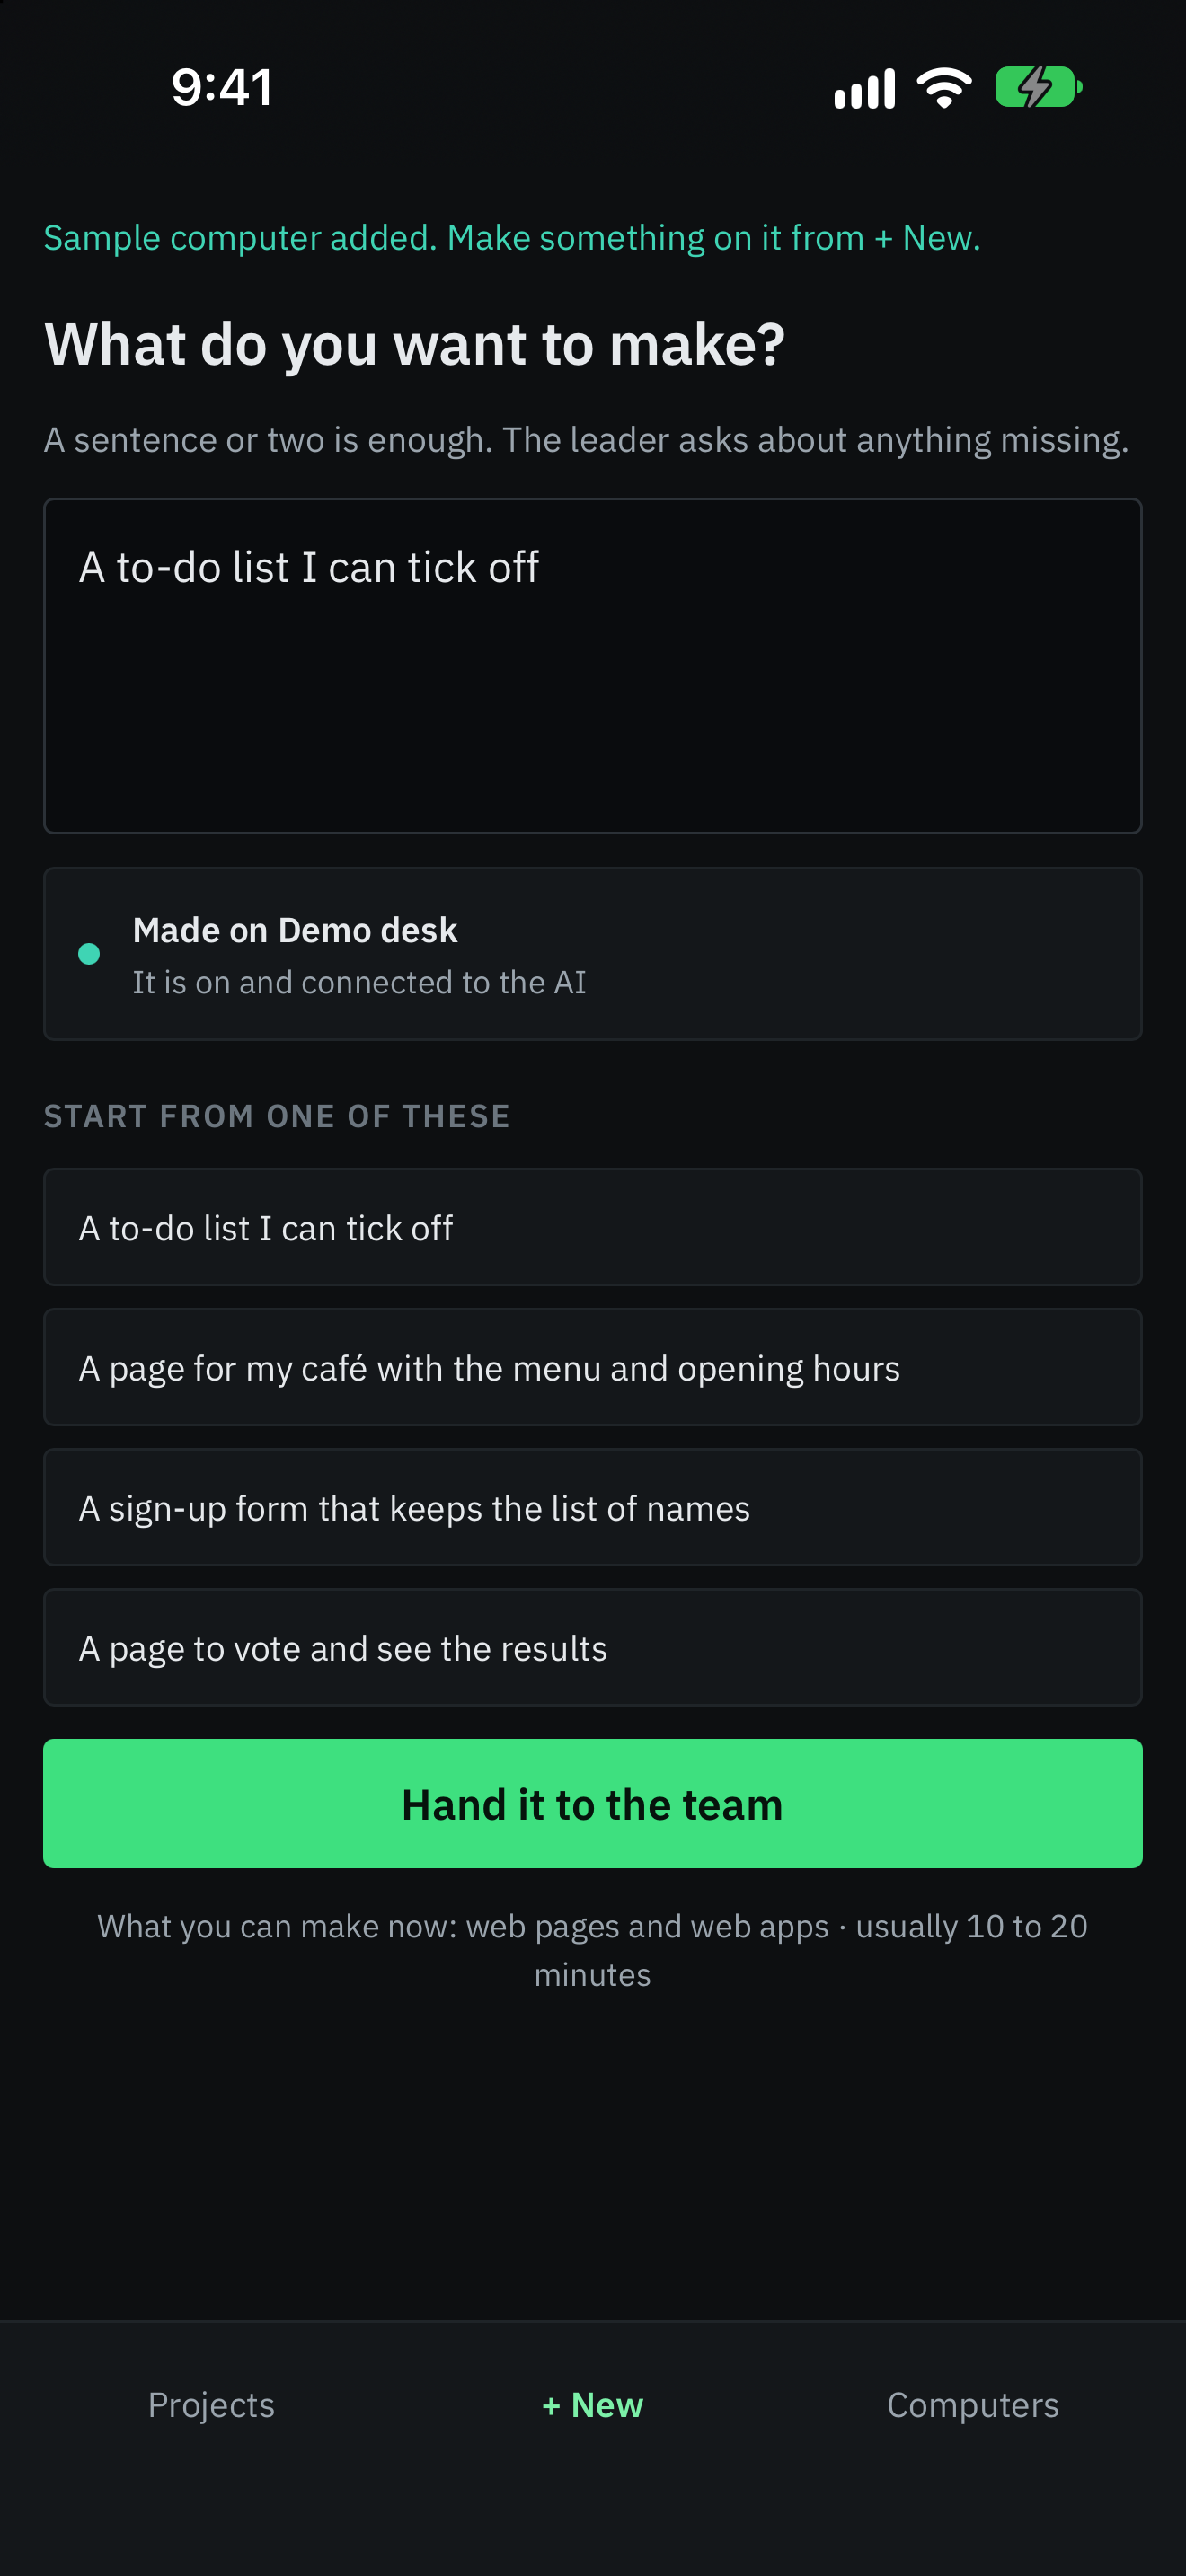 9:41
Sample computer added. Make something on it from + New.
What do you want to make?
A sentence or two is enough. The leader asks about anything missing.
A to-do list I can tick off
Made on Demo desk
It is on and connected to the AI
START FROM ONE OF THESE
A to-do list I can tick off
A page for my café with the menu and opening hours
A sign-up form that keeps the list of names
A page to vote and see the results
Hand it to the team
What you can make now: web pages and web apps · usually 10 to 20
minutes
Projects
+ New
Computers